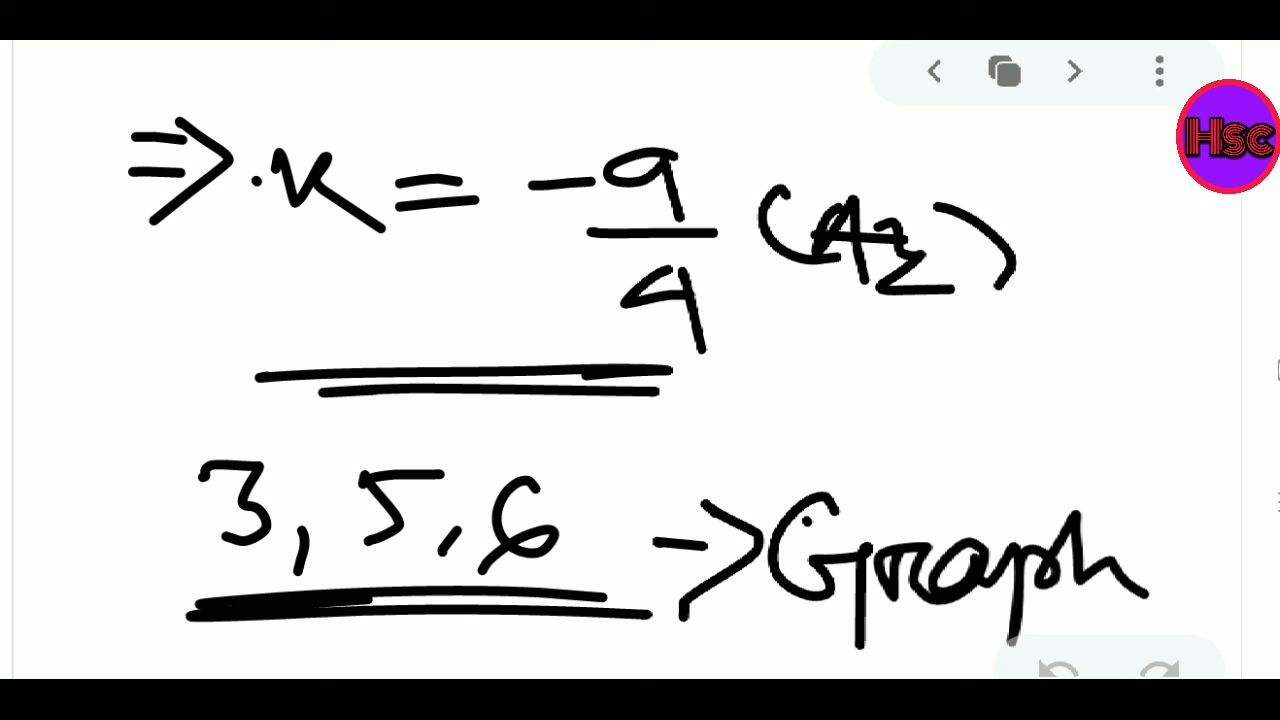 Hsc
⇒ x = -9/4 (Az)
3, 5, 6 → Graph